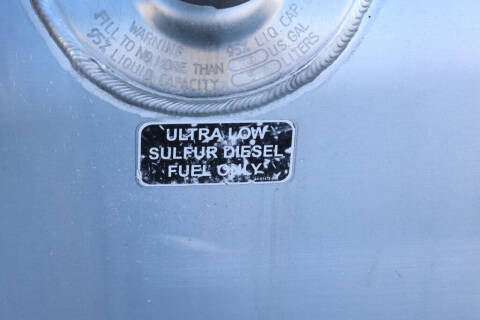 WARNING
FILL TO NO MORE THAN
95% LIQUID CAPACITY
95% LIQ CAP
US.GAL
LITERS
ULTRA LOW
SULFUR DIESEL
FUEL ONLY